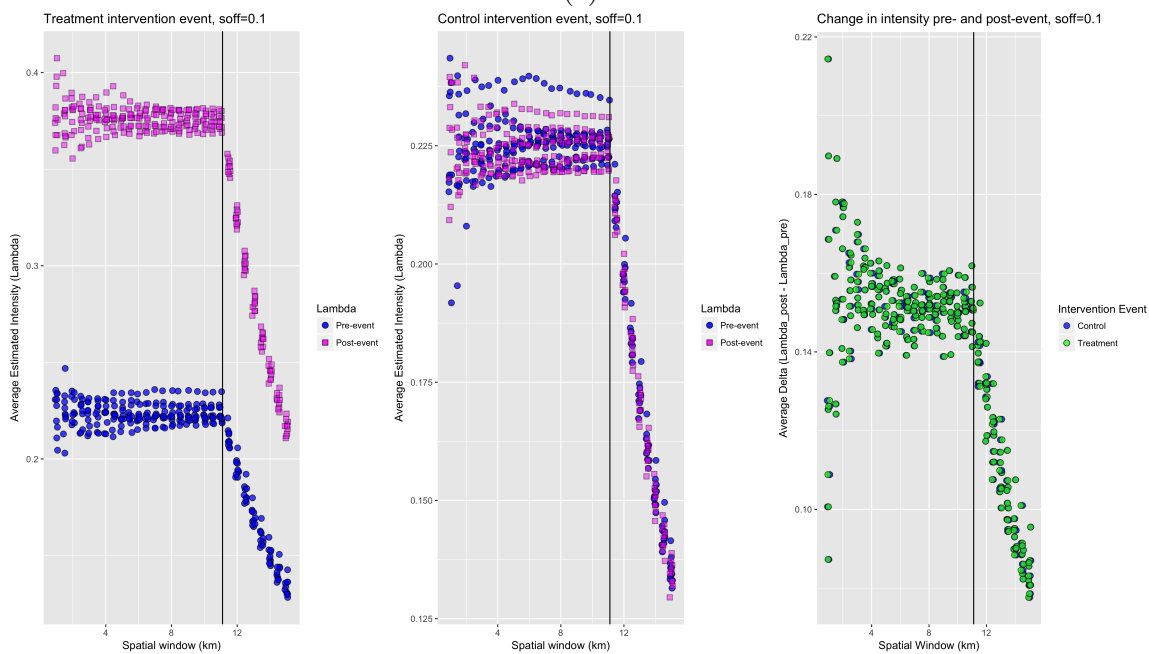 Treatment intervention event, soff=0.1
Average Estimated Intensity (Lambda)
0.4
0.3
0.2
4 8 12
Spatial window (km)
Lambda
Pre-event
Post-event
Control intervention event, soff=0.1
Average Estimated Intensity (Lambda)
0.225
0.200
0.175
0.150
0.125
4 8 12
Spatial window (km)
Lambda
Pre-event
Post-event
Change in intensity pre- and post-event, soff=0.1
Average Delta (Lambda_post - Lambda_pre)
0.22
0.18
0.14
0.10
4 12
Spatial Window (km)
Intervention Event
Control
Treatment